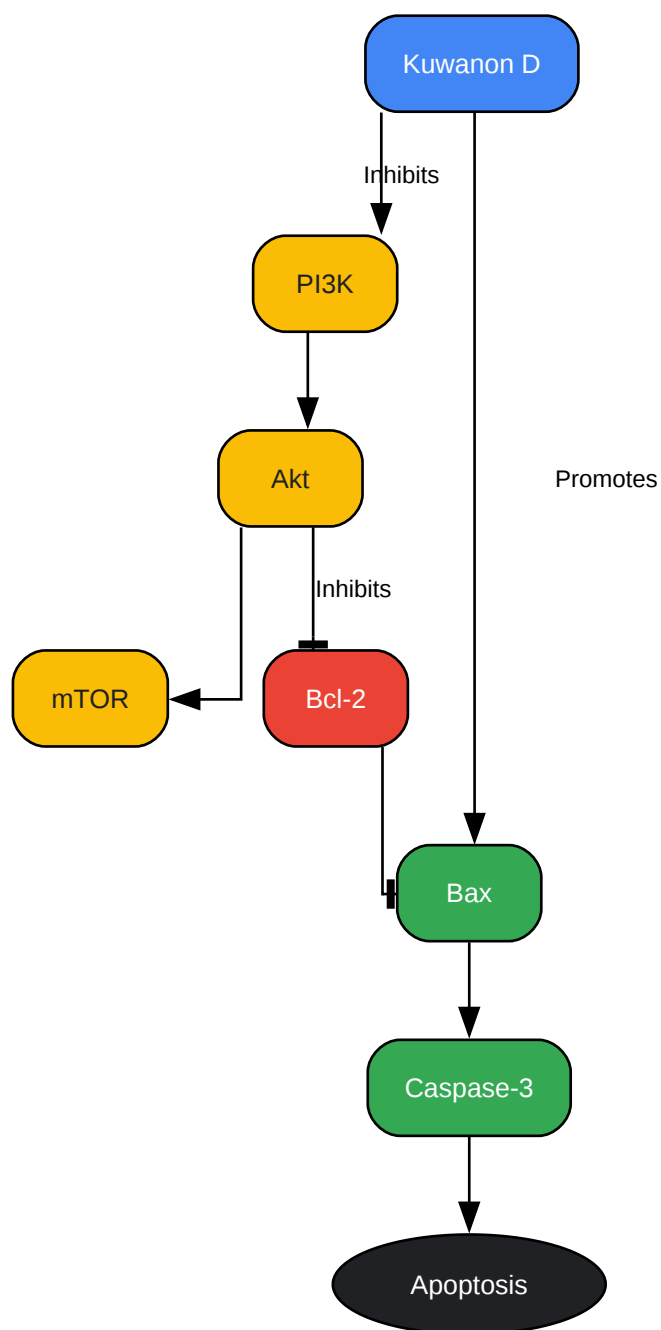 Kuwanon D
Inhibits
PI3K
Akt
Promotes
Inhibits
mTOR
Bcl-2
Bax
Caspase-3
Apoptosis